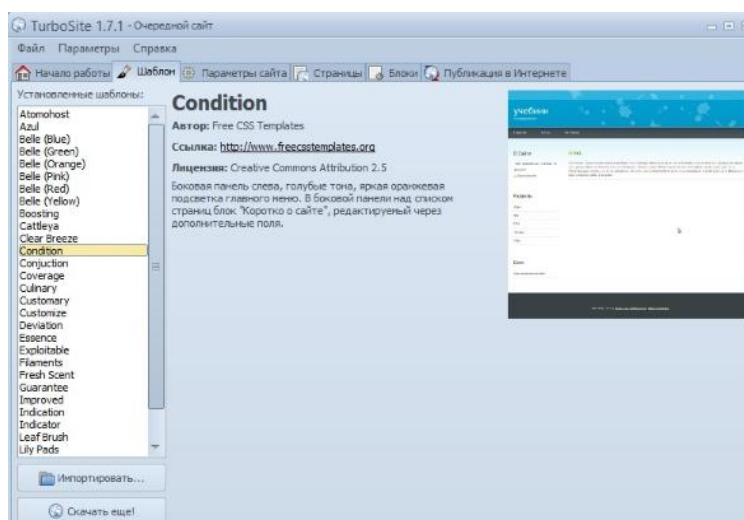 TurboSite 1.7.1 - Очередной сайт
Файл Параметры Справка
Начало работы Шаблон Параметры сайта Страницы Блоки Публикация в Интернете
Установленные шаблоны:
Atomohost
Azul
Belle (Blue)
Belle (Green)
Belle (Orange)
Belle (Pink)
Belle (Red)
Belle (Yellow)
Boosting
Cattleya
Clear Breeze
Condition
Conjuction
Coverage
Culinary
Customary
Customize
Deviation
Essence
Exploitable
Filaments
Fresh Scent
Guarantee
Improved
Indication
Indicator
Leaf Brush
Lily Pads
Импортировать...
Скачать еще!
Condition
Автор: Free CSS Templates
Ссылка: http://www.freecsstemplates.org
Лицензия: Creative Commons Attribution 2.5
Боковая панель слева, голубые тона, яркая оранжевая
подсветка главного меню. В боковой панели над списком
страниц блок "Коротко о сайте", редактируемый через
дополнительные поля.
учебник